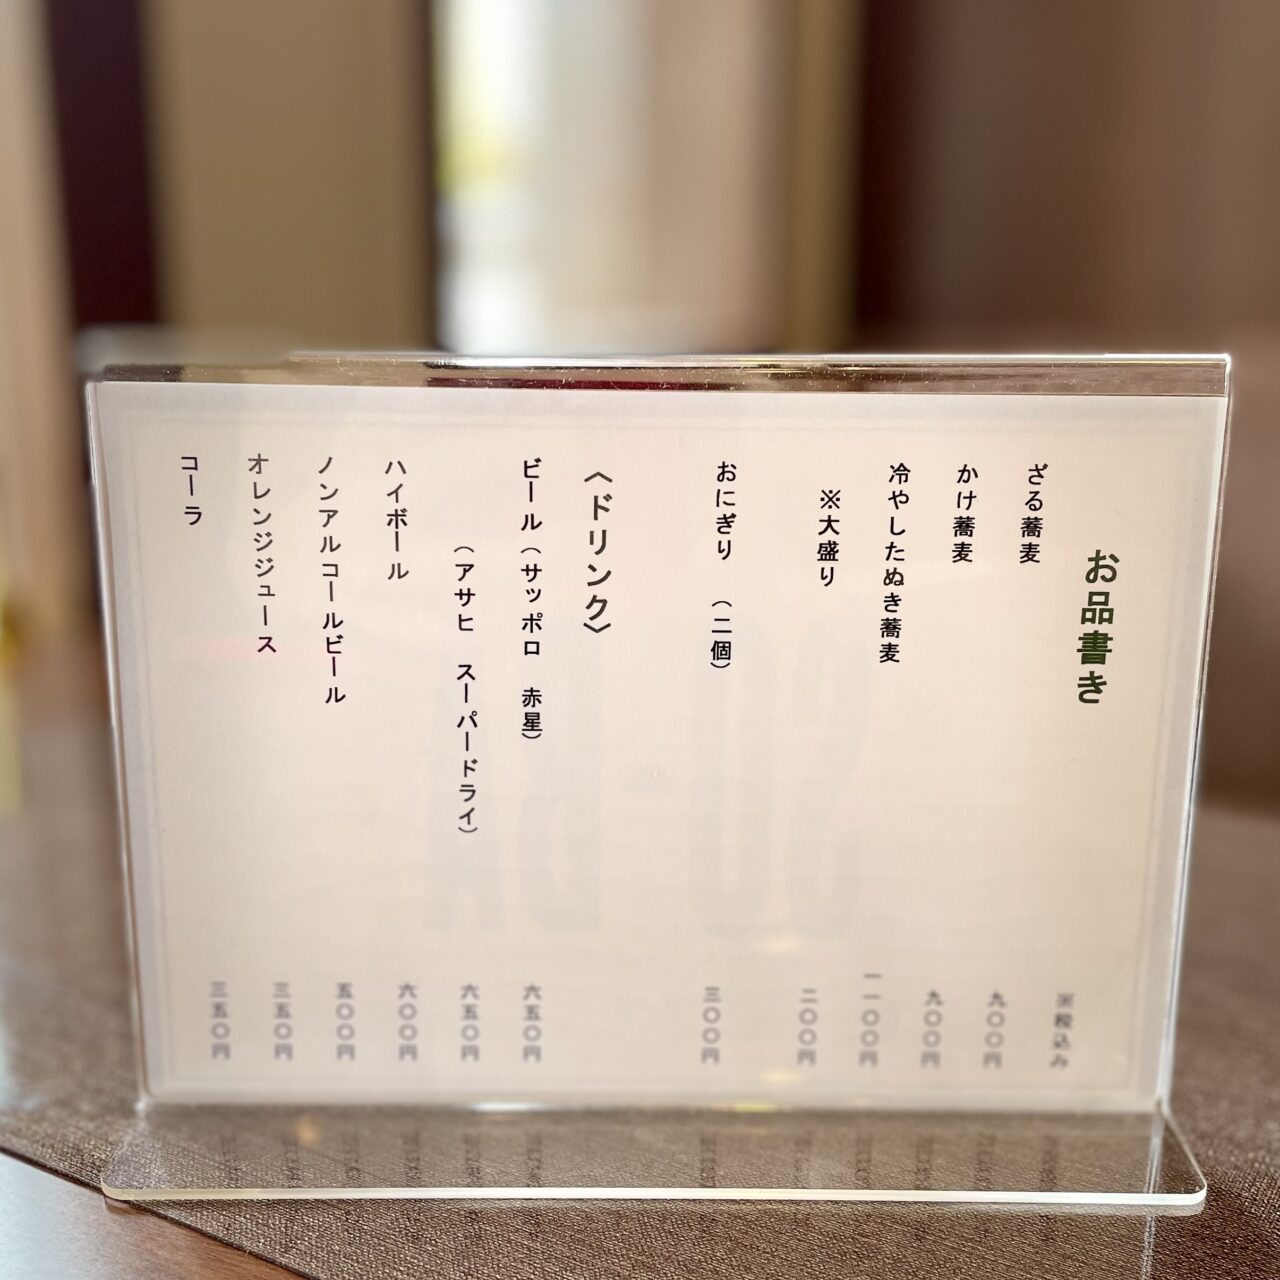 お品書き
※税込み
ざる蕎麦 九〇〇円
かけ蕎麦 九〇〇円
冷やしたぬき蕎麦 一一〇〇円
※大盛り 二〇〇円
おにぎり （二個） 三〇〇円
〈ドリンク〉
ビール（サッポロ 赤星） 六五〇円
（アサヒ スーパードライ） 六五〇円
ハイボール 六〇〇円
ノンアルコールビール 五〇〇円
オレンジジュース 三五〇円
コーラ 三五〇円